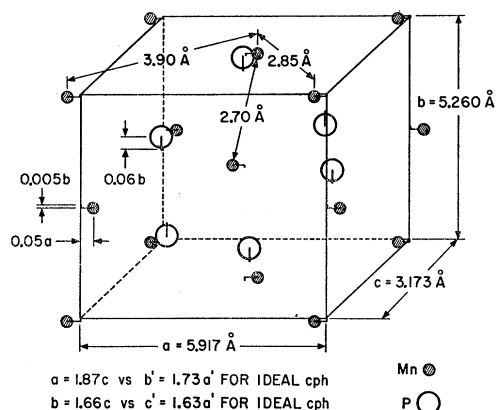 3.90 Å
2.85 Å
2.70 Å
b = 5.260 Å
0.005b
0.06b
0.05a
c = 3.173 Å
a = 5.917 Å
Mn
a = 1.87c vs b' = 1.73a' FOR IDEAL cph
P
b = 1.66c vs c' = 1.63a' FOR IDEAL cph